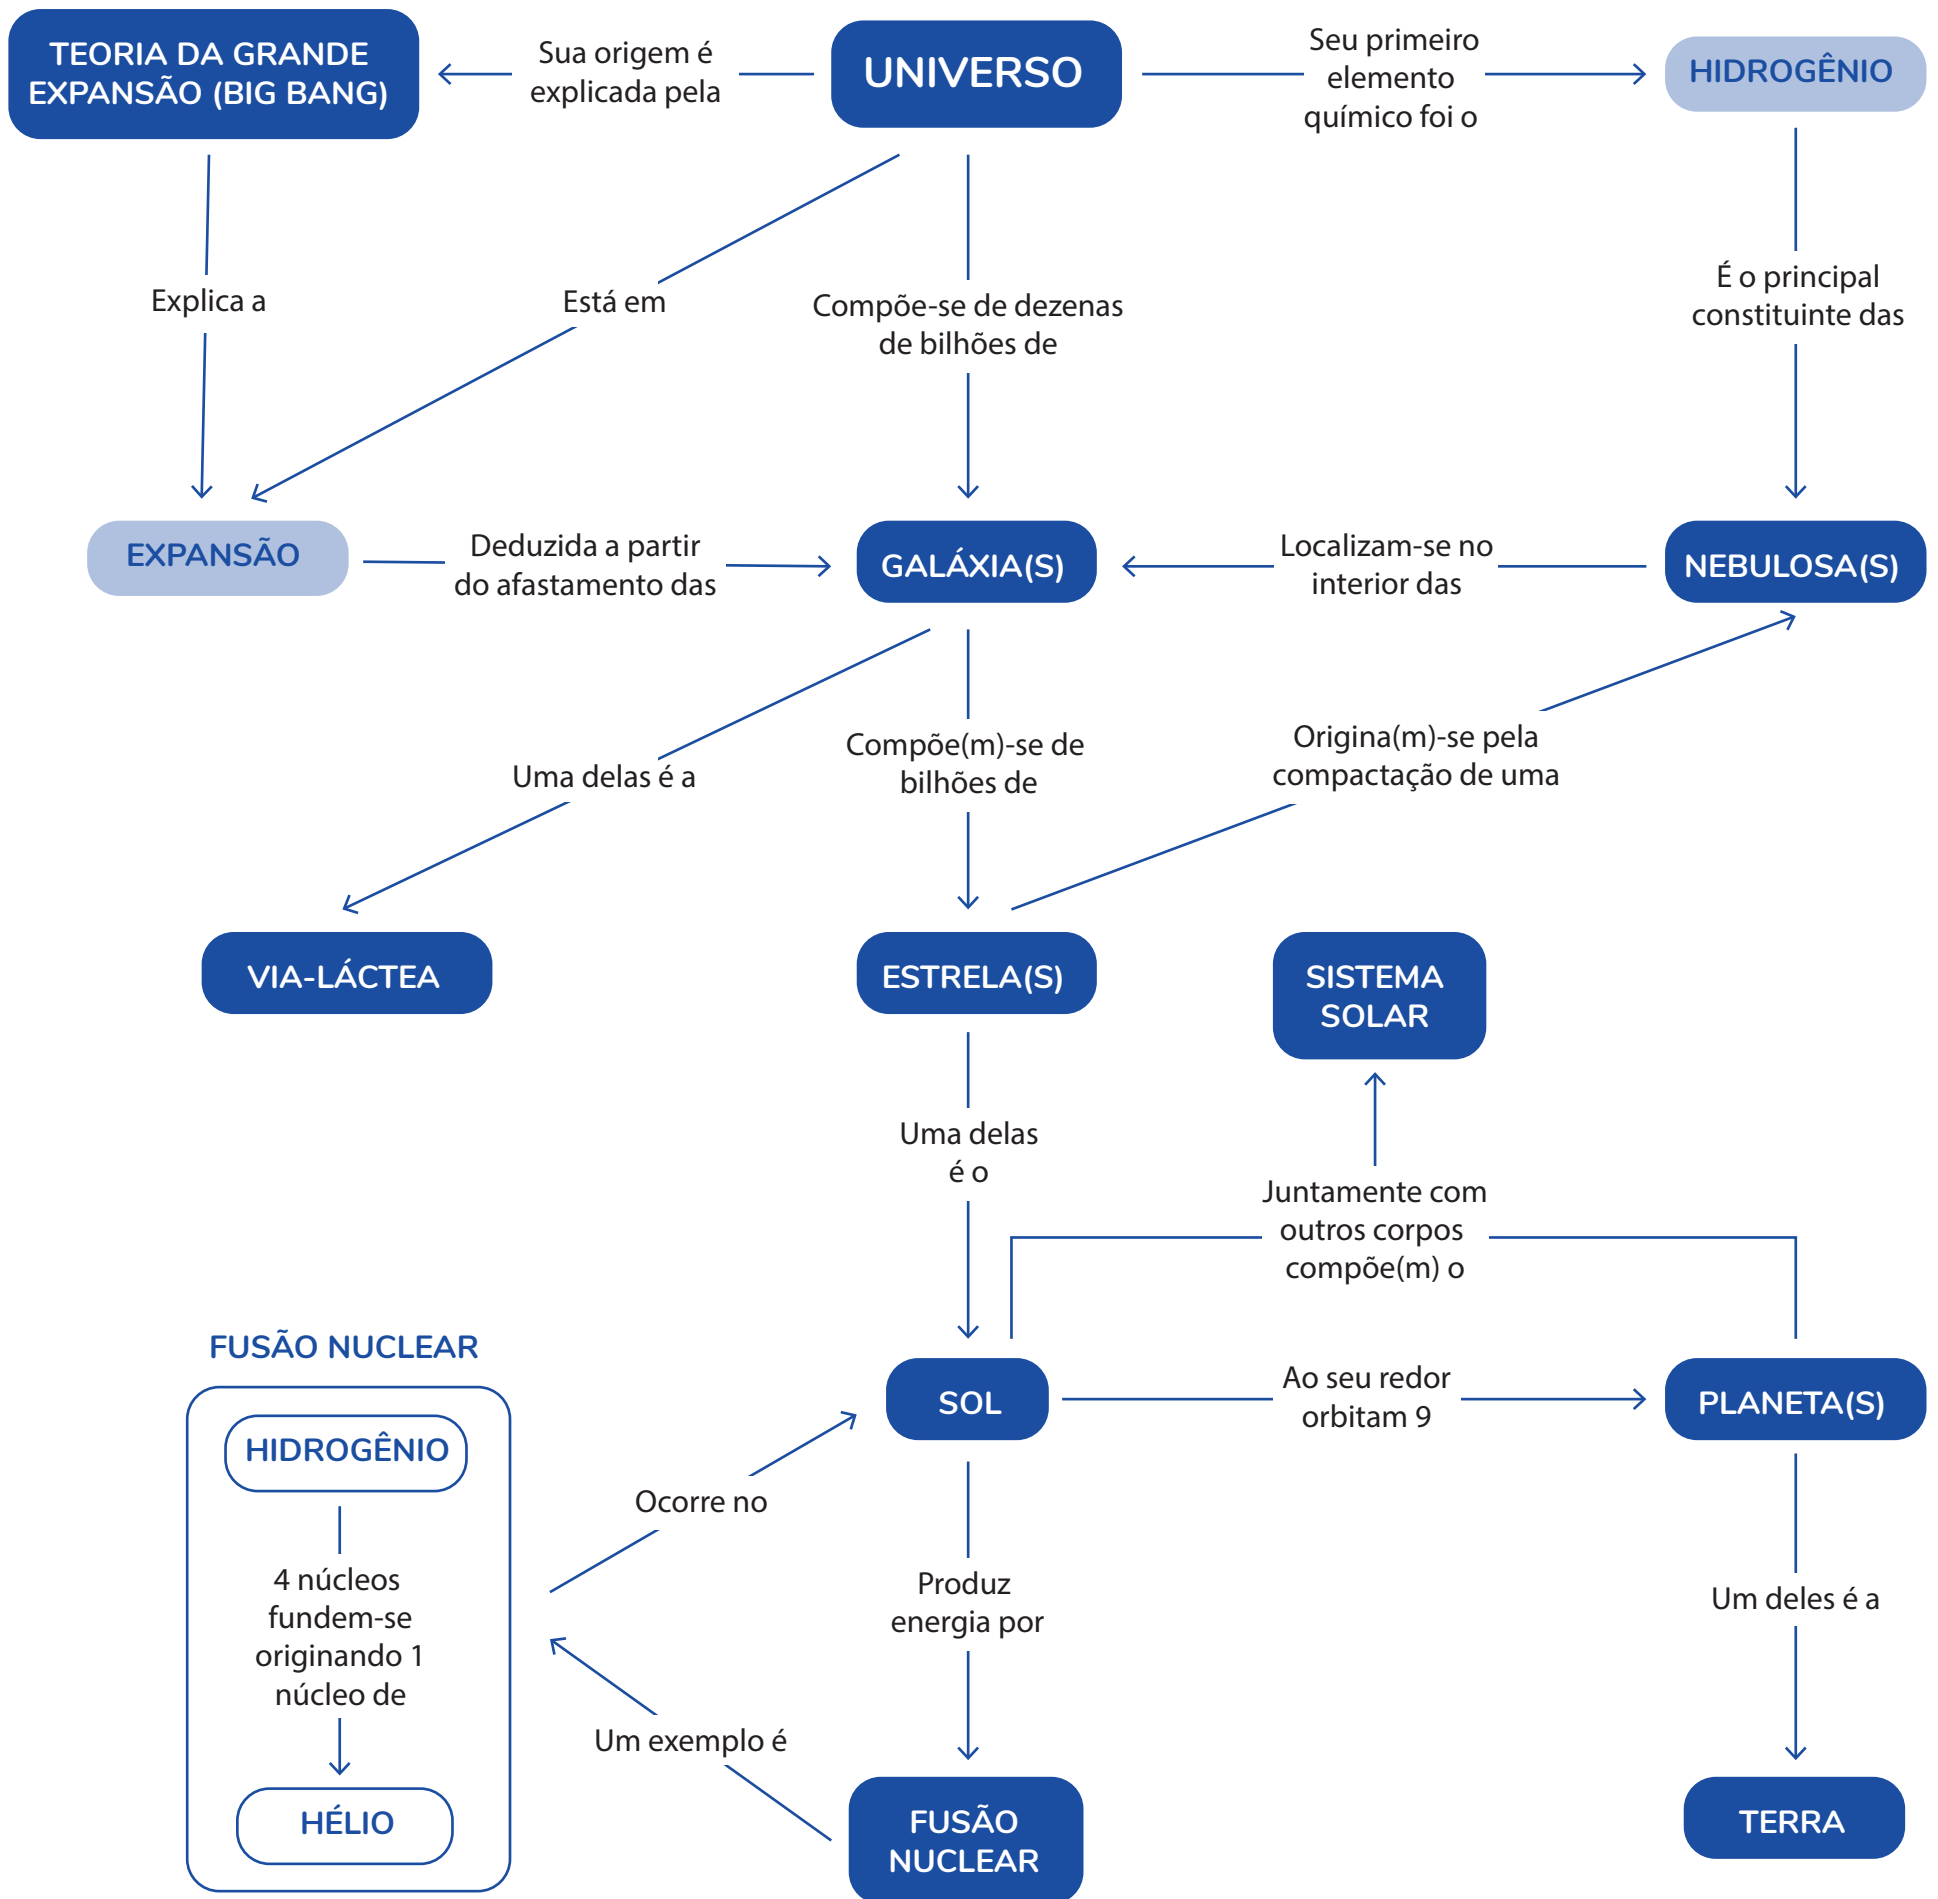 TEORIA DA GRANDE
EXPANSÃO (BIG BANG)
Sua origem é
explicada pela
UNIVERSO
Seu primeiro
elemento
químico foi o
HIDROGÊNIO
Explica a
Está em
Compõe-se de dezenas
de bilhões de
É o principal
constituinte das
EXPANSÃO
Deduzida a partir
do afastamento das
GALÁXIA(S)
Localizam-se no
interior das
NEBULOSA(S)
Uma delas é a
Compõe(m)-se de
bilhões de
Origina(m)-se pela
compactação de uma
VIA-LÁCTEA
ESTRELA(S)
SISTEMA
SOLAR
Uma delas
é o
Juntamente com
outros corpos
compõe(m) o
FUSÃO NUCLEAR
SOL
Ao seu redor
orbitam 9
PLANETA(S)
HIDROGÊNIO
Ocorre no
4 núcleos
fundem-se
originando 1
núcleo de
Produz
energia por
Um deles é a
Um exemplo é
HÉLIO
FUSÃO
NUCLEAR
TERRA